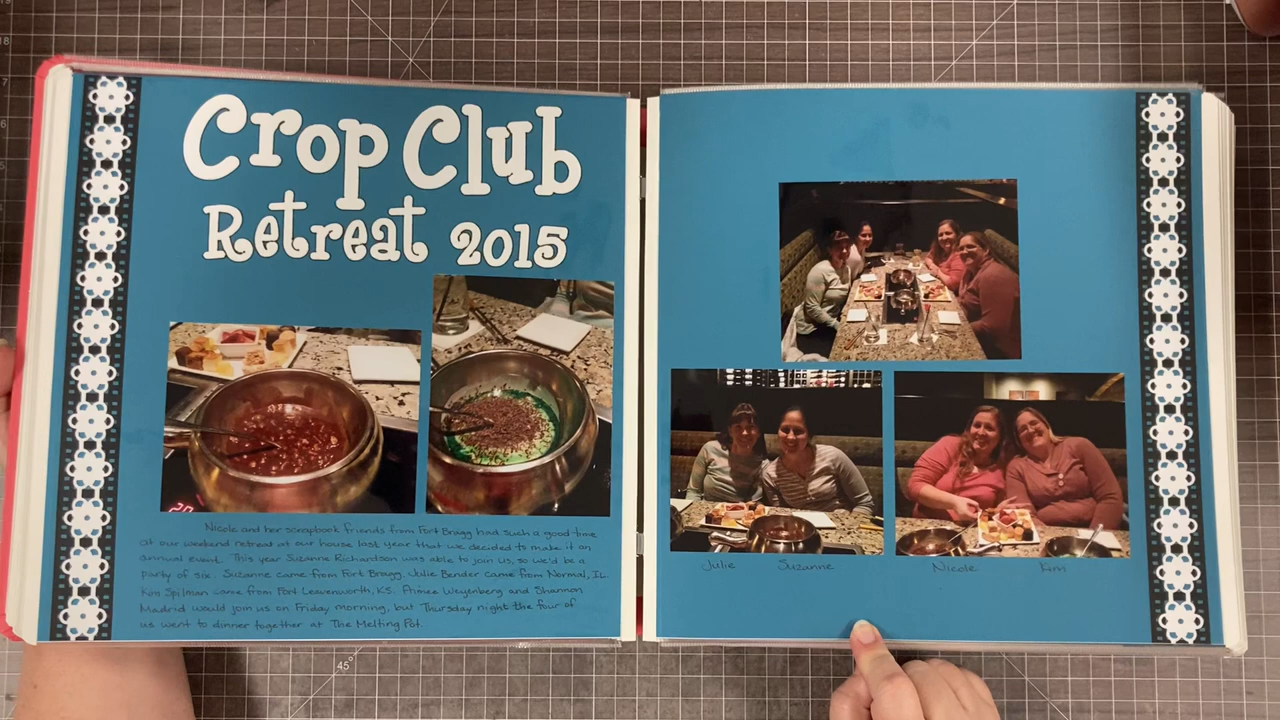 Crop Club
Retreat 2015
Nicole and her scrapbook friends from Fort Bragg had such a good time
at our weekend retreat at our house last year that we decided to make it an
annual event. This year Suzanne Richardson was able to join us, so we'd be a
party of six. Suzanne came from Fort Bragg, Julie Bender came from Normal, IL.
Kim Spilman came from Fort Leavenworth, KS. Aimee Weyenberg and Shannon
Madrid would join us on Friday morning, but Thursday night the four of
us went to dinner together at The Melting Pot.
Julie Suzanne Nicole Kim
45°